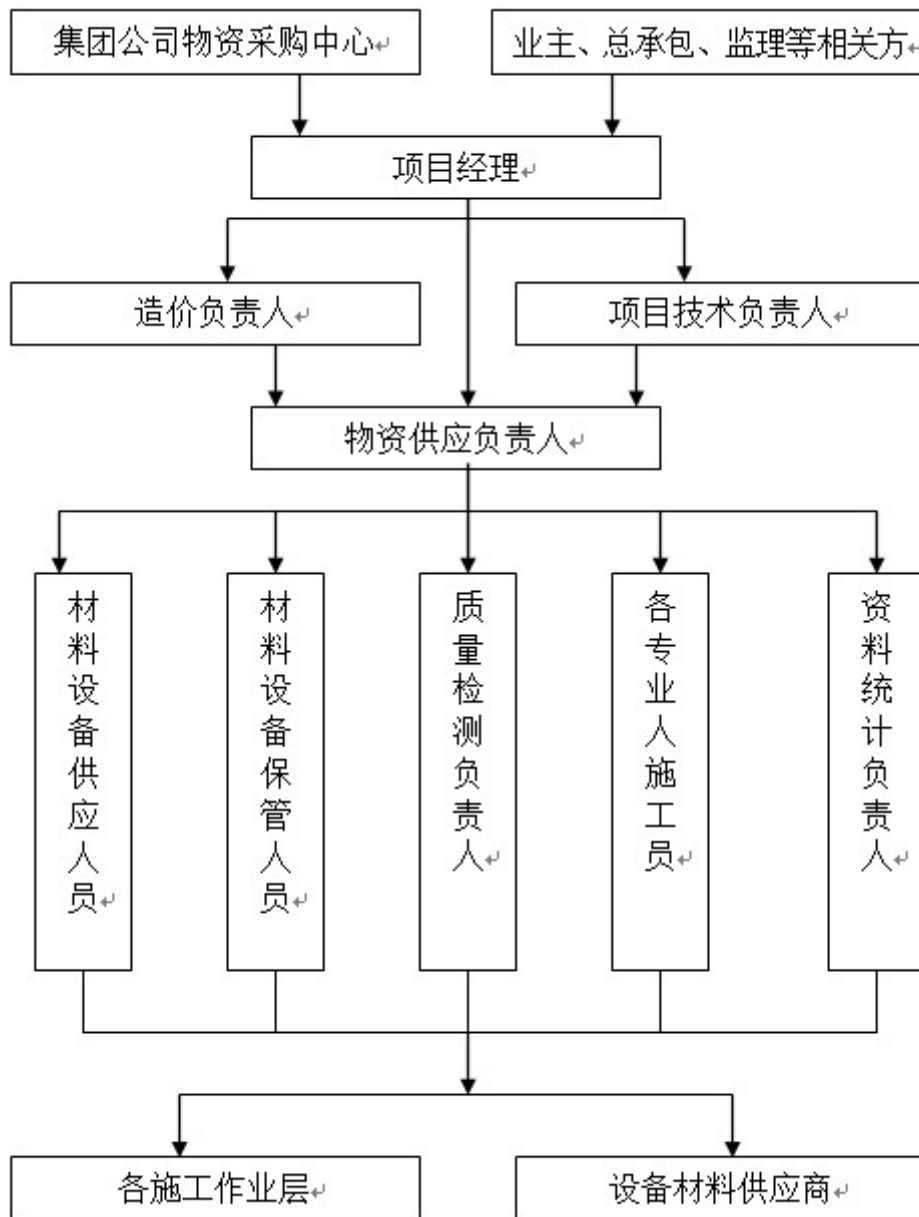 集团公司物资采购中心
业主、总承包、监理等相关方
项目经理
造价负责人
项目技术负责人
物资供应负责人
材料设备供应人员
材料设备保管人员
质量检测负责人
各专业人施工员
资料统计负责人
各施工作业层
设备材料供应商